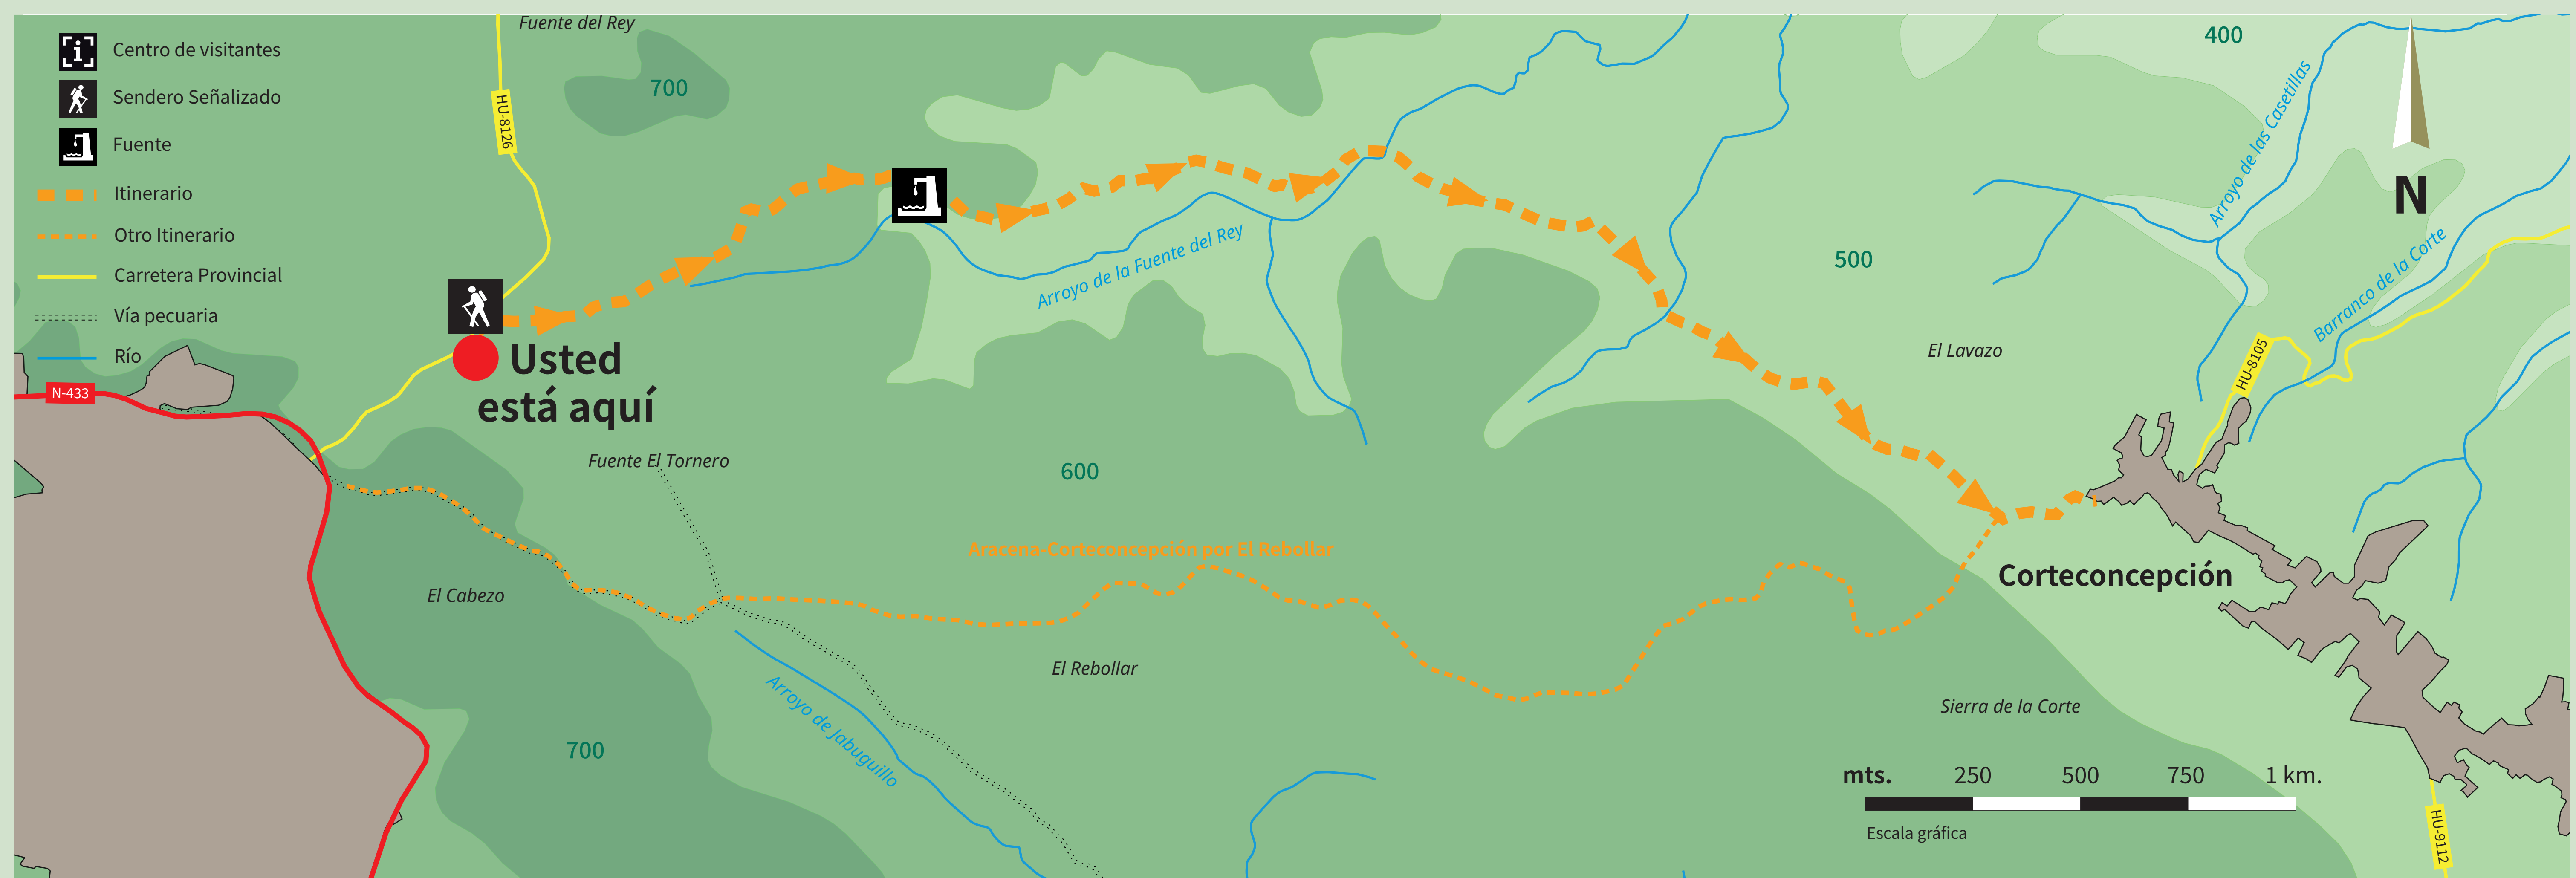 Centro de visitantes
Sendero Señalizado
Fuente
Itinerario
Otro Itinerario
Carretera Provincial
Vía pecuaria
Río
Fuente del Rey
HU-8126
700
400
Arroyo de las Casetillas
N
Arroyo de la Fuente del Rey
500
Barranco de la Corte
El Lavazo
HU-8105
N-433
Usted
está aquí
Fuente El Tornero
600
Aracena-Corteconcepción por El Rebollar
Corteconcepción
El Cabezo
El Rebollar
Arroyo de Jabuguillo
Sierra de la Corte
700
mts. 250 500 750 1 km.
Escala gráfica
HU-9112